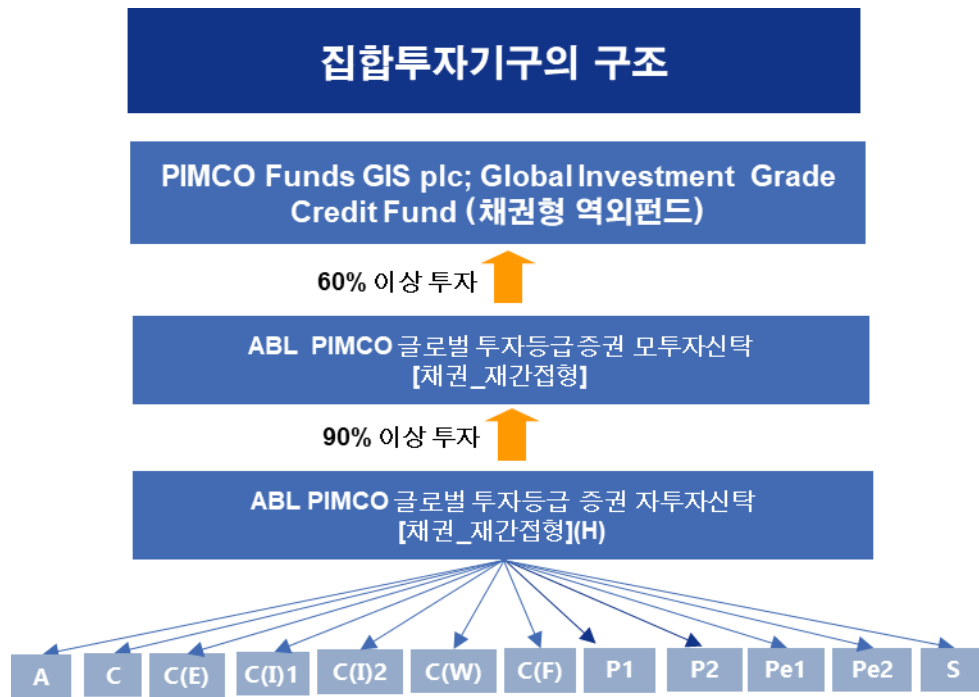 집합투자기구의 구조
PIMCO Funds GIS plc; Global Investment Grade
Credit Fund (채권형 역외펀드)
60% 이상 투자
ABL PIMCO 글로벌 투자등급 증권 모투자신탁
[채권_재간접형]
90% 이상 투자
ABL PIMCO 글로벌 투자등급 증권 자투자신탁
[채권_재간접형](H)
A C C(E) C(I)1 C(I)2 C(W) C(F) P1 P2 Pe1 Pe2 S